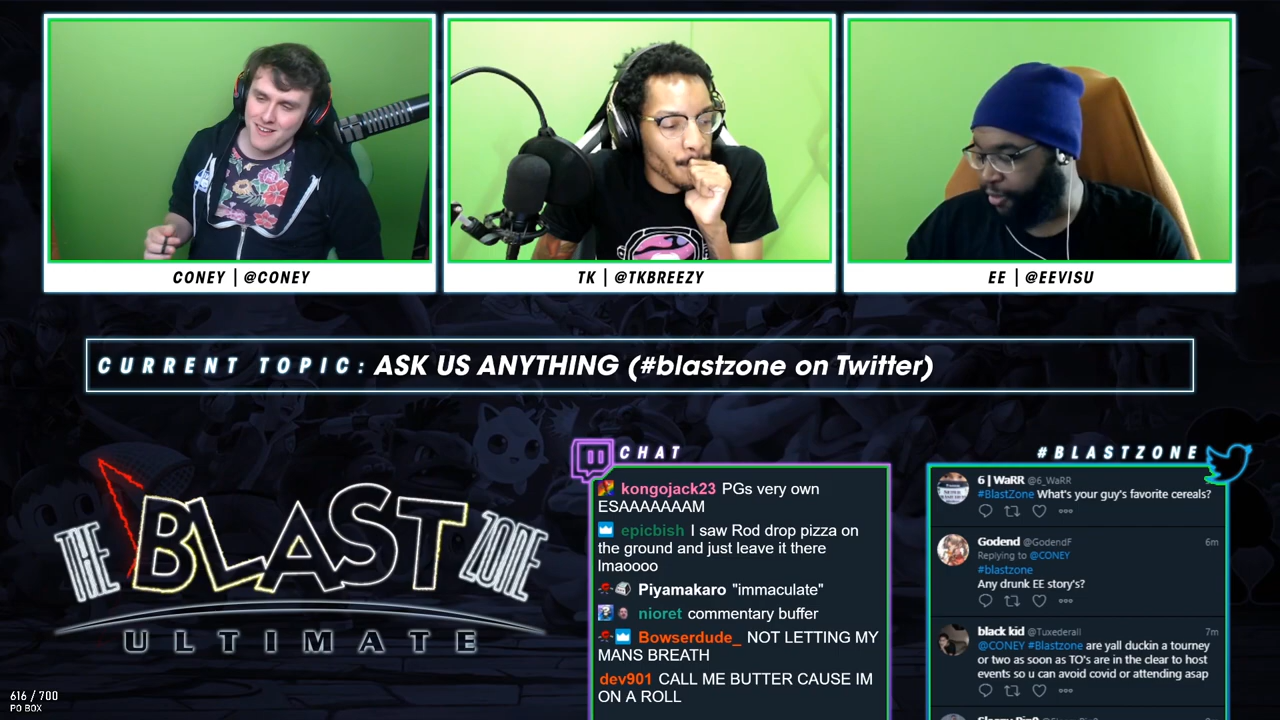 CONEY | @CONEY
TK | @TKBREEZY
EE | @EEVISU
CURRENT TOPIC: ASK US ANYTHING (#blastzone on Twitter)
THE BLAST ZONE
ULTIMATE
616 / 700
PO BOX
CHAT
kongojack23 PGs very own
ESAAAAAAM
epicbish I saw Rod drop pizza on
the ground and just leave it there
lmaoooo
Piyamakaro "immaculate"
nioret commentary buffer
Bowserdude_ NOT LETTING MY
MANS BREATH
dev901 CALL ME BUTTER CAUSE IM
ON A ROLL
#BLASTZONE
6 | WaRR @6_WaRR
#BlastZone What's your guy's favorite cereals?
Godend @GodendF 6m
Replying to @CONEY
#blastzone
Any drunk EE story's?
black kid @Tuxederall 7m
@CONEY #Blastzone are yall duckin a tourney
or two as soon as TO's are in the clear to host
events so u can avoid covid or attending asap